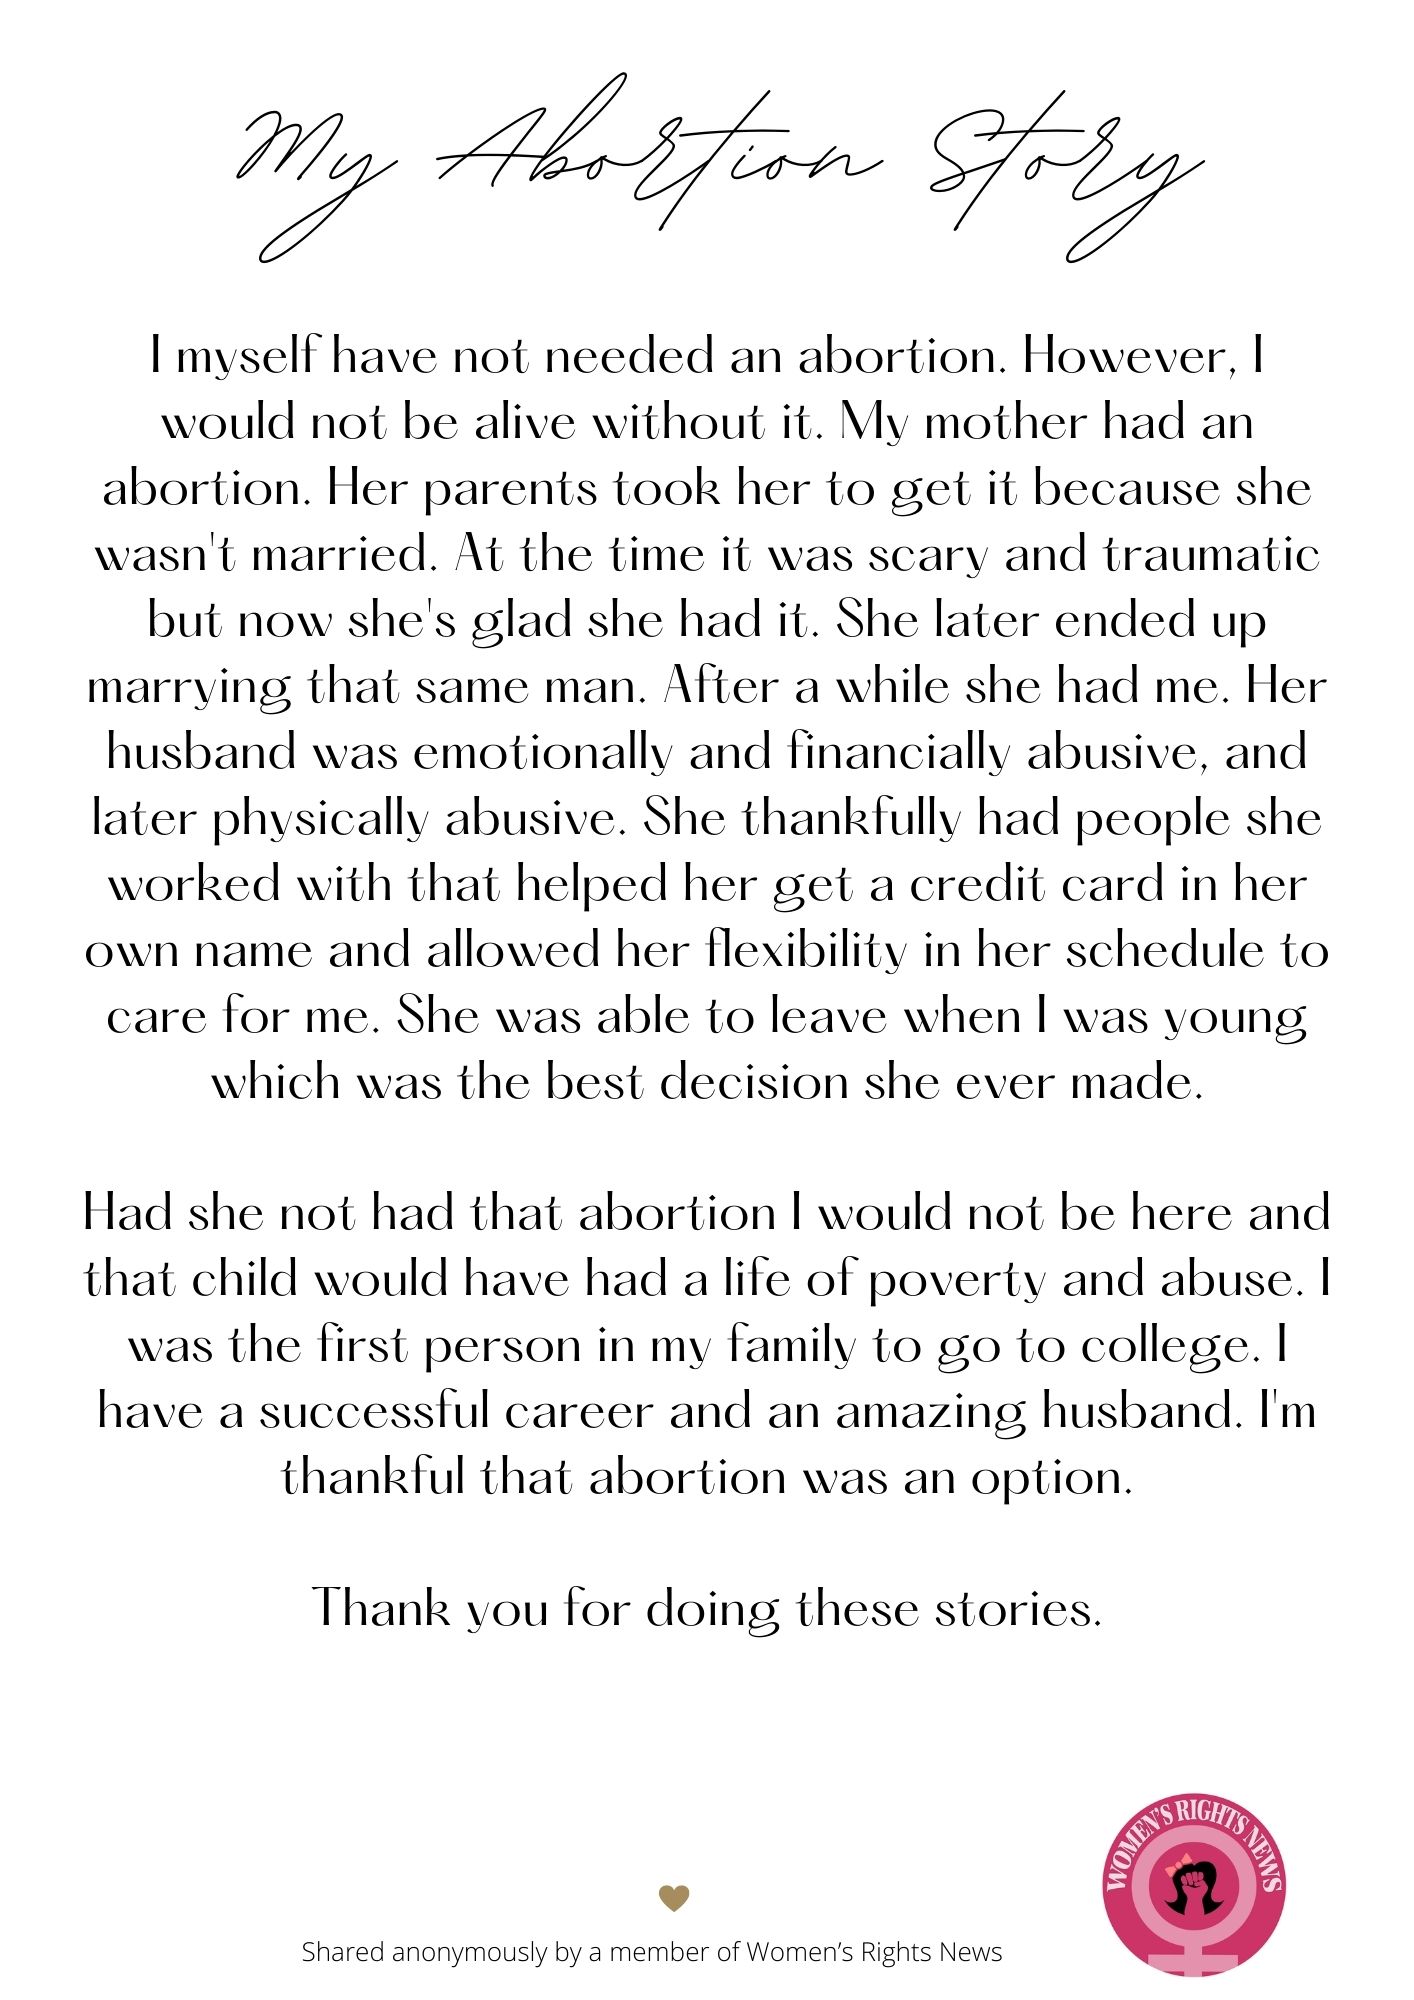 My Abortion Story
I myself have not needed an abortion. However, I
would not be alive without it. My mother had an
abortion. Her parents took her to get it because she
wasn't married. At the time it was scary and traumatic
but now she's glad she had it. She later ended up
marrying that same man. After a while she had me. Her
husband was emotionally and financially abusive, and
later physically abusive. She thankfully had people she
worked with that helped her get a credit card in her
own name and allowed her flexibility in her schedule to
care for me. She was able to leave when I was young
which was the best decision she ever made.
Had she not had that abortion I would not be here and
that child would have had a life of poverty and abuse. I
was the first person in my family to go to college. I
have a successful career and an amazing husband. I'm
thankful that abortion was an option.
Thank you for doing these stories.
WOMEN'S RIGHTS NEWS
Shared anonymously by a member of Women’s Rights News